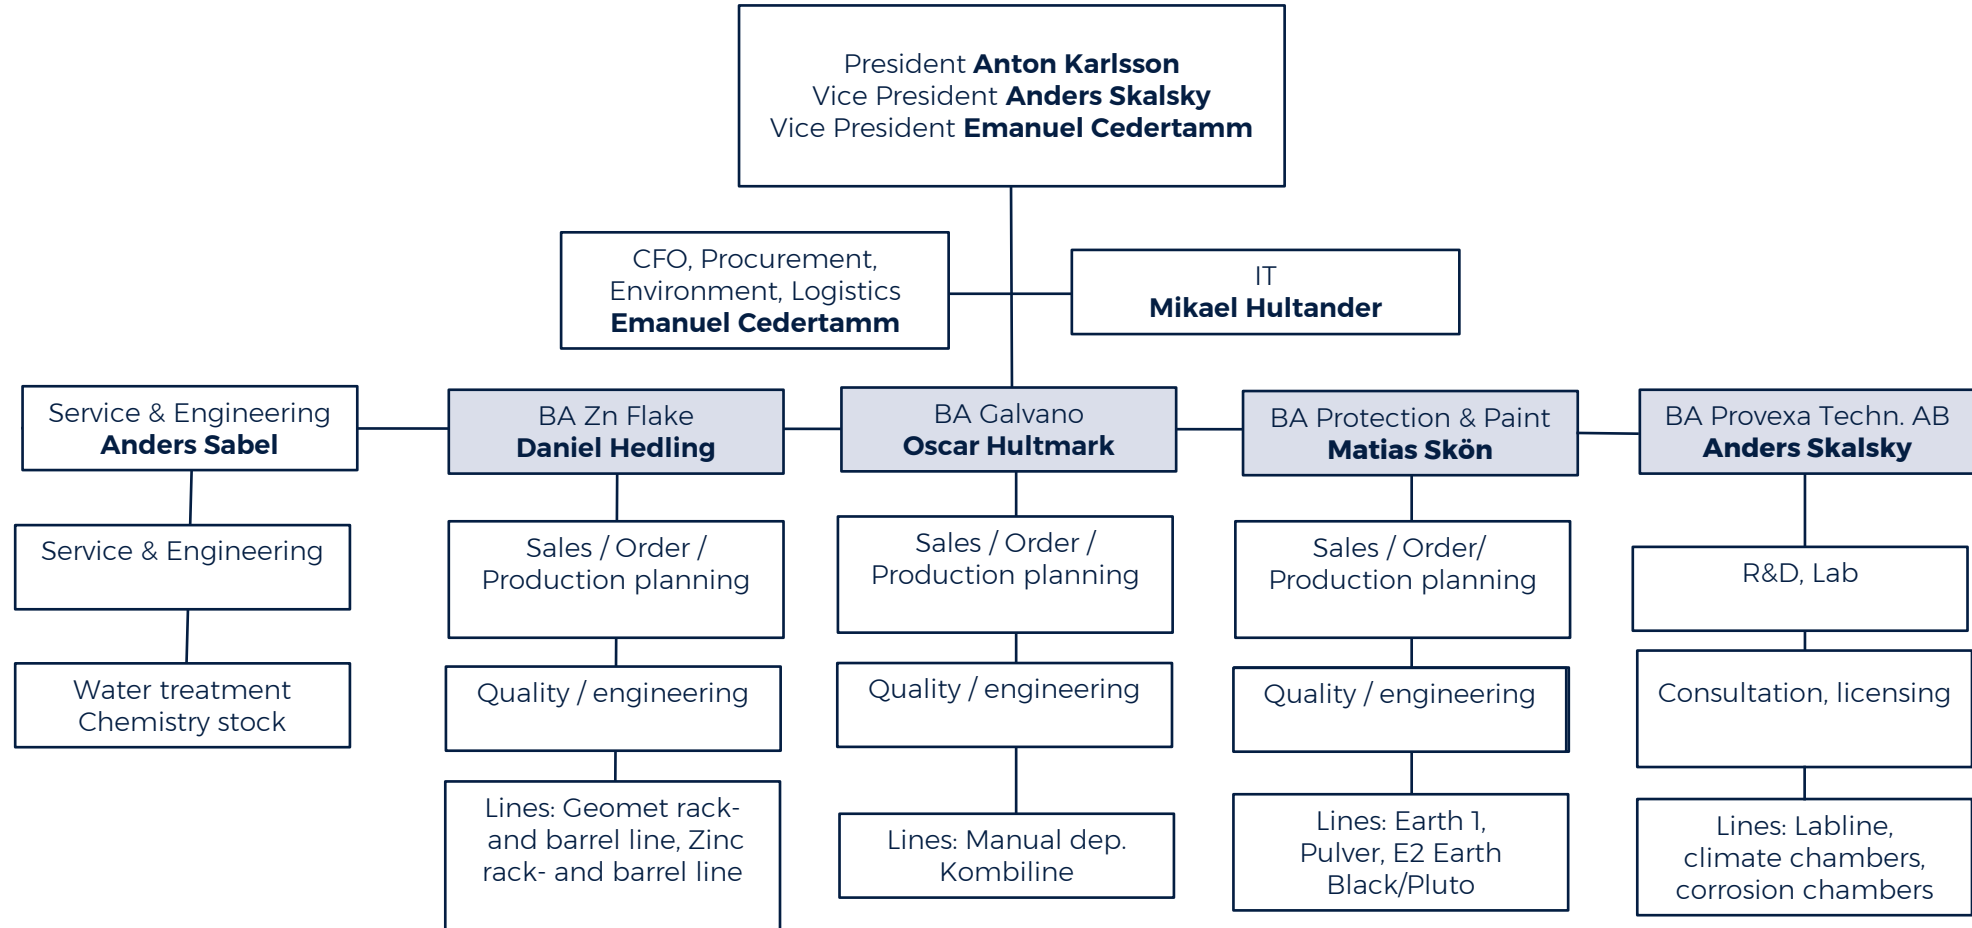 President Anton Karlsson
Vice President Anders Skalsky
Vice President Emanuel Cedertamm
CFO, Procurement,
Environment, Logistics
Emanuel Cedertamm
IT
Mikael Hultander
Service & Engineering
Anders Sabel
BA Zn Flake
Daniel Hedling
BA Galvano
Oscar Hultmark
BA Protection & Paint
Matias Skön
BA Provexa Techn. AB
Anders Skalsky
Service & Engineering
Sales / Order /
Production planning
Sales / Order /
Production planning
Sales / Order/
Production planning
R&D, Lab
Water treatment
Chemistry stock
Quality / engineering
Quality / engineering
Quality / engineering
Consultation, licensing
Lines: Geomet rack-
and barrel line, Zinc
rack- and barrel line
Lines: Manual dep.
Kombiline
Lines: Earth 1,
Pulver, E2 Earth
Black/Pluto
Lines: Labline,
climate chambers,
corrosion chambers